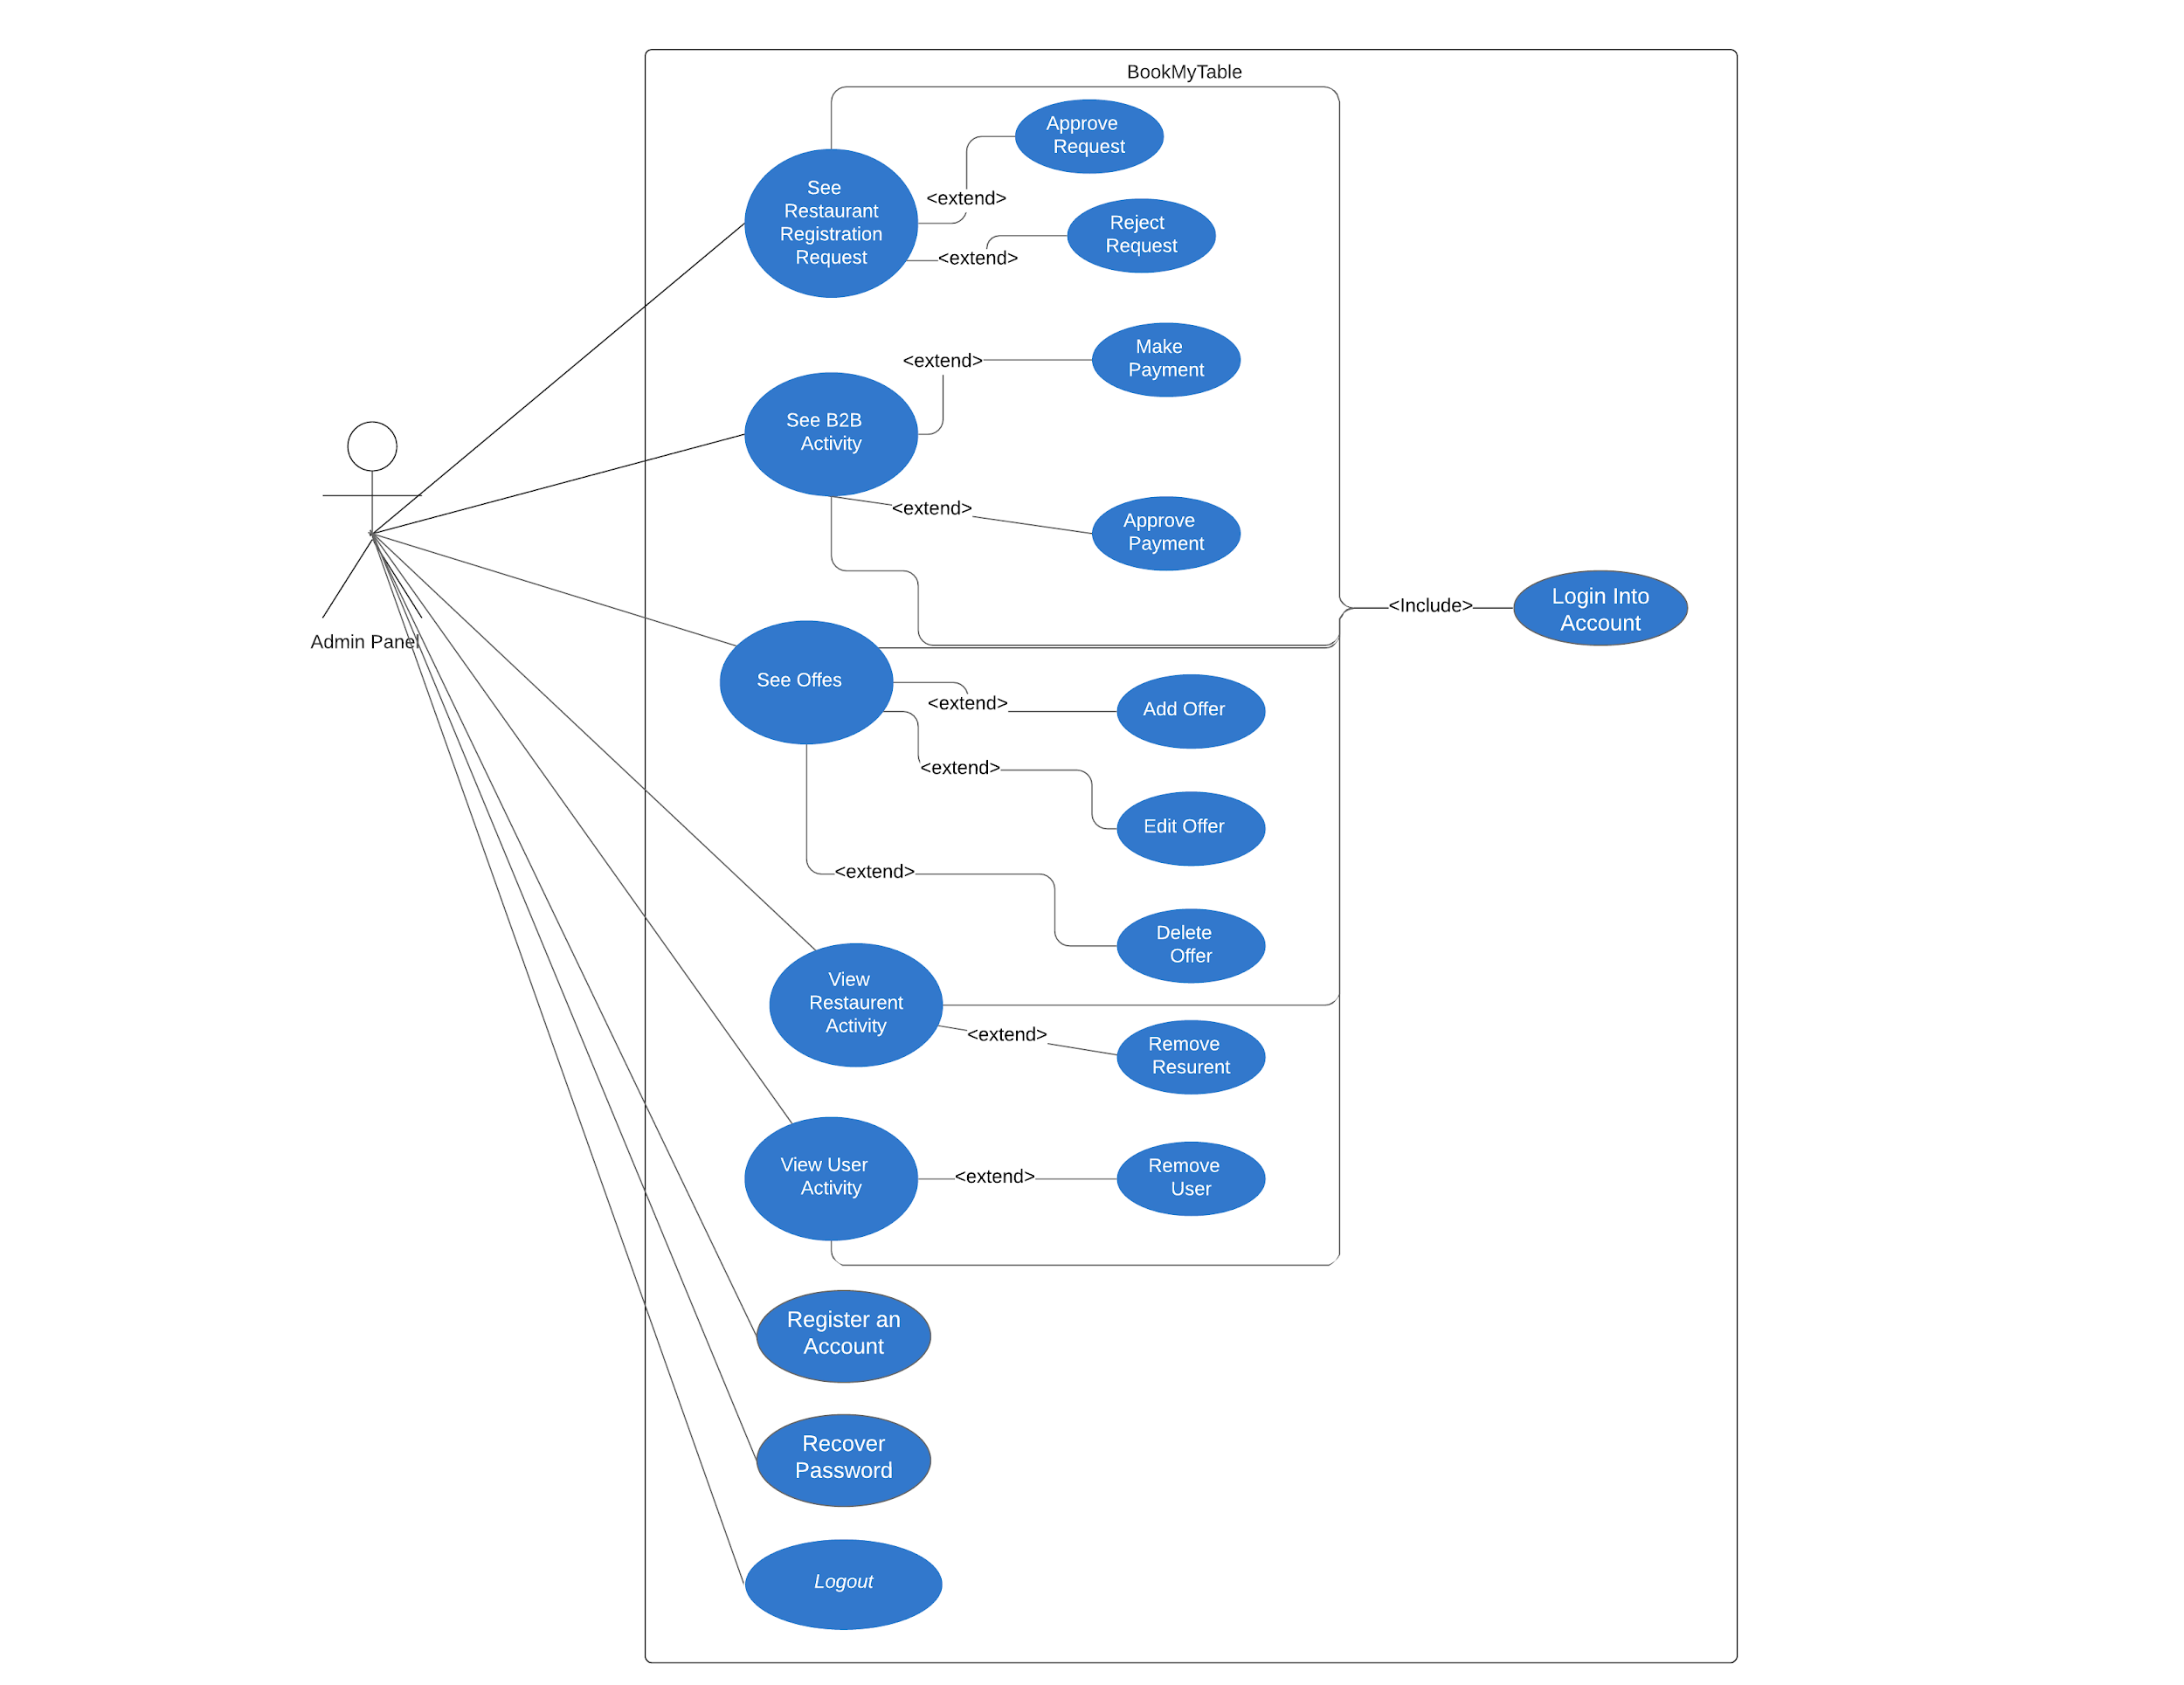 BookMyTable
Approve
Request
See
Restaurant
Registration
Request
<extend>
Reject
Request
<extend>
Make
Payment
<extend>
See B2B
Activity
<extend>
Approve
Payment
<Include>
Login Into
Account
Admin Panel
See Offes
<extend>
Add Offer
<extend>
Edit Offer
<extend>
Delete
Offer
View
Restaurent
Activity
<extend>
Remove
Resurent
View User
Activity
<extend>
Remove
User
Register an
Account
Recover
Password
Logout